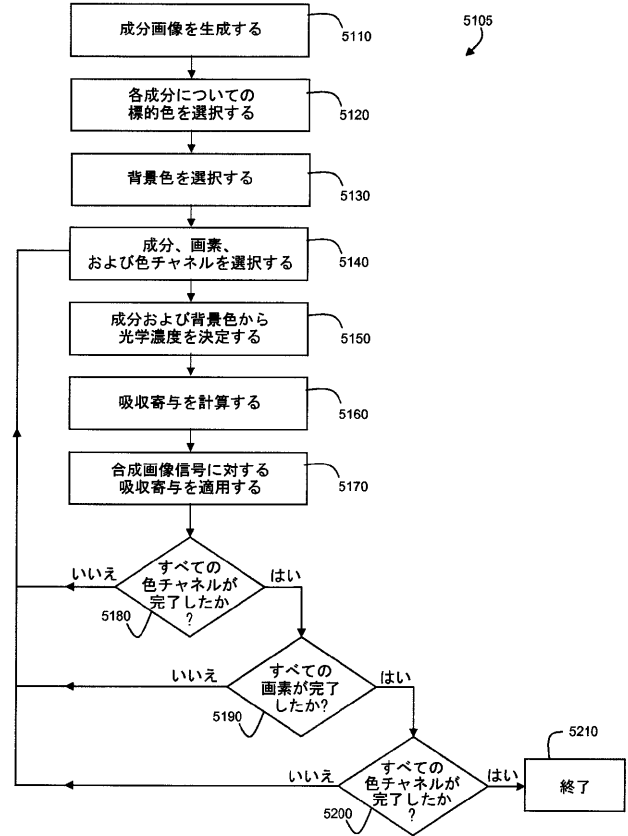 成分画像を生成する
5110
5105
各成分についての
標的色を選択する
5120
背景色を選択する
5130
成分、画素、
および色チャネルを選択する
5140
成分および背景色から
光学濃度を決定する
5150
吸収寄与を計算する
5160
合成画像信号に対する
吸収寄与を適用する
5170
すべての
色チャネルが
完了したか
?
いいえ
はい
5180
すべての
画素が完了
したか?
いいえ
はい
5190
すべての
色チャネルが
完了したか
?
いいえ
はい
5200
終了
5210